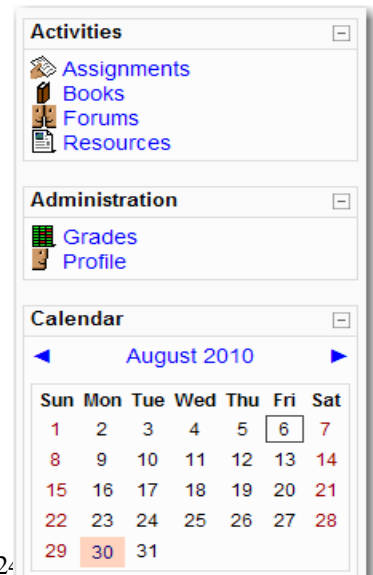 Activities
Assignments
Books
Forums
Resources
Administration
Grades
Profile
Calendar
August 2010
Sun Mon Tue Wed Thu Fri Sat
1 2 3 4 5 6 7
8 9 10 11 12 13 14
15 16 17 18 19 20 21
22 23 24 25 26 27 28
29 30 31